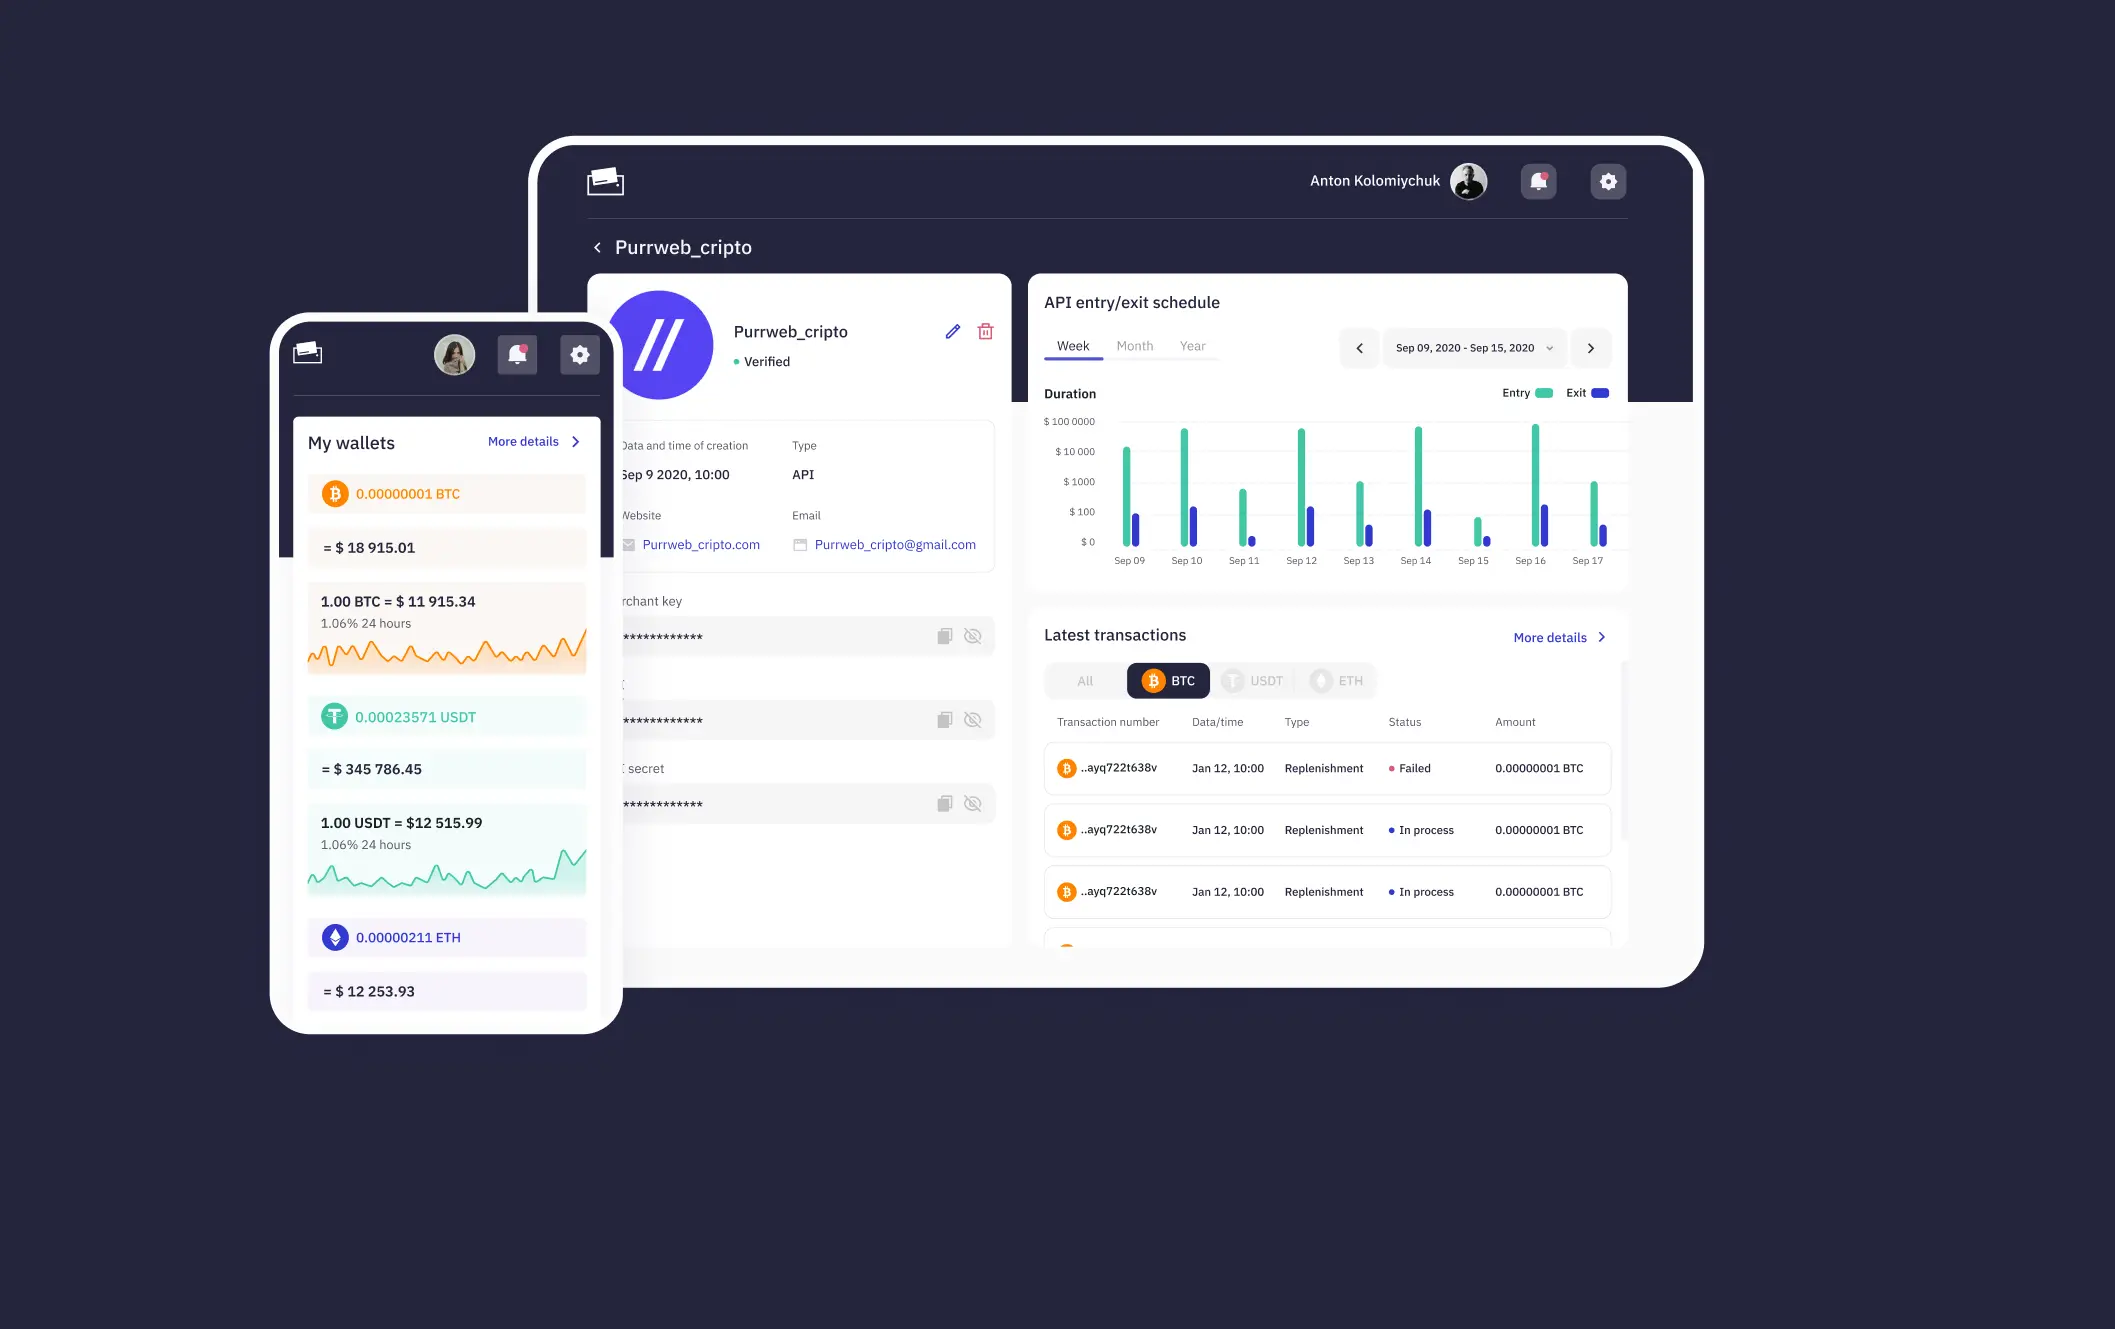 Anton Kolomiychuk
Purrweb_cripto
Purrweb_cripto
Verified
Data and time of creation
Type
Sep 9 2020, 10:00
API
Website
Email
Purrweb_cripto.com
Purrweb_cripto@gmail.com
rchant key
************
************
secret
************
API entry/exit schedule
Week
Month
Year
Sep 09, 2020 - Sep 15, 2020
Duration
Entry
Exit
$ 100 0000
$ 10 000
$ 1000
$ 100
$ 0
Sep 09
Sep 10
Sep 11
Sep 12
Sep 13
Sep 14
Sep 15
Sep 16
Sep 17
Latest transactions
More details
All
BTC
USDT
ETH
Transaction number
Data/time
Type
Status
Amount
..ayq722t638v
Jan 12, 10:00
Replenishment
Failed
0.00000001 BTC
..ayq722t638v
Jan 12, 10:00
Replenishment
In process
0.00000001 BTC
..ayq722t638v
Jan 12, 10:00
Replenishment
In process
0.00000001 BTC
My wallets
More details
0.00000001 BTC
= $ 18 915.01
1.00 BTC = $ 11 915.34
1.06% 24 hours
0.00023571 USDT
= $ 345 786.45
1.00 USDT = $12 515.99
1.06% 24 hours
0.00000211 ETH
= $ 12 253.93